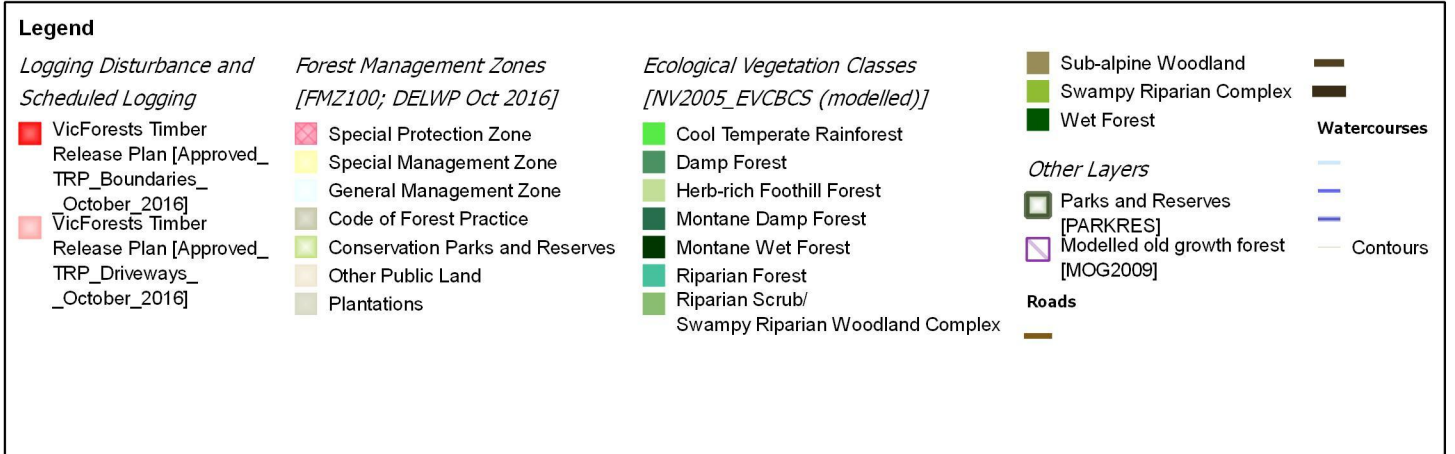 Legend
Logging Disturbance and
Scheduled Logging
VicForests Timber
Release Plan [Approved_
TRP_Boundaries_
_October_2016]
VicForests Timber
Release Plan [Approved_
TRP_Driveways_
_October_2016]
Forest Management Zones
[FMZ100; DELWP Oct 2016]
Special Protection Zone
Special Management Zone
General Management Zone
Code of Forest Practice
Conservation Parks and Reserves
Other Public Land
Plantations
Ecological Vegetation Classes
[NV2005_EVCBCS (modelled)]
Cool Temperate Rainforest
Damp Forest
Herb-rich Foothill Forest
Montane Damp Forest
Montane Wet Forest
Riparian Forest
Riparian Scrub/
Swampy Riparian Woodland Complex
Sub-alpine Woodland
Swampy Riparian Complex
Wet Forest
Other Layers
Parks and Reserves
[PARKRES]
Modelled old growth forest
[MOG2009]
Roads
Watercourses
Contours